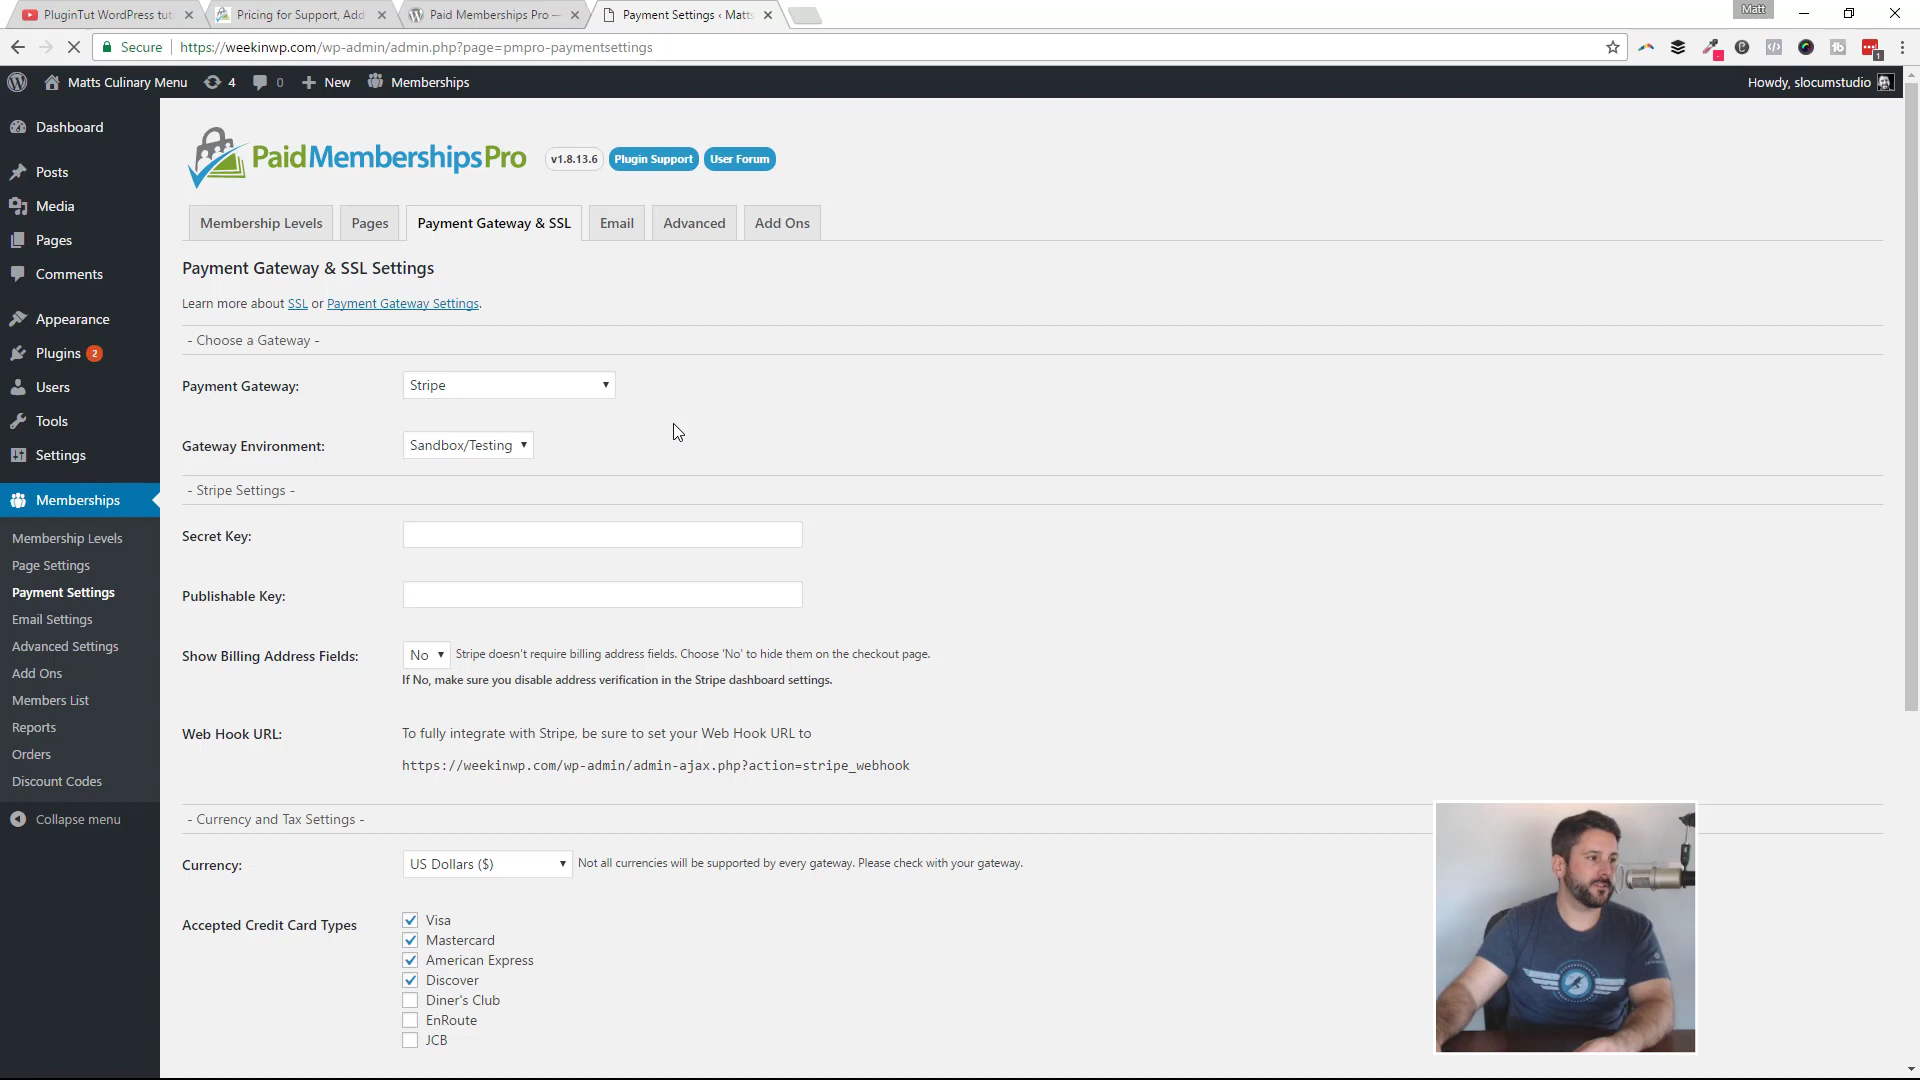 PluginTut WordPress tut
Pricing for Support, Add
Paid Memberships Pro —
Payment Settings ‹ Matts
Matt
Secure
https://weekinwp.com/wp-admin/admin.php?page=pmpro-paymentsettings
1
Matts Culinary Menu
4
0
New
Memberships
Howdy, slocumstudio
Dashboard
Posts
Media
Pages
Comments
Appearance
Plugins 2
Users
Tools
Settings
Memberships
Membership Levels
Page Settings
Payment Settings
Email Settings
Advanced Settings
Add Ons
Members List
Reports
Orders
Discount Codes
Collapse menu
PaidMembershipsPro
v1.8.13.6
Plugin Support
User Forum
Membership Levels
Pages
Payment Gateway & SSL
Email
Advanced
Add Ons
Payment Gateway & SSL Settings
Learn more about SSL or Payment Gateway Settings.
- Choose a Gateway -
Payment Gateway: Stripe
Gateway Environment: Sandbox/Testing
- Stripe Settings -
Secret Key:
Publishable Key:
Show Billing Address Fields: No Stripe doesn't require billing address fields. Choose 'No' to hide them on the checkout page.
If No, make sure you disable address verification in the Stripe dashboard settings.
Web Hook URL: To fully integrate with Stripe, be sure to set your Web Hook URL to
https://weekinwp.com/wp-admin/admin-ajax.php?action=stripe_webhook
- Currency and Tax Settings -
Currency: US Dollars ($) Not all currencies will be supported by every gateway. Please check with your gateway.
Accepted Credit Card Types Visa
Mastercard
American Express
Discover
Diner's Club
EnRoute
JCB